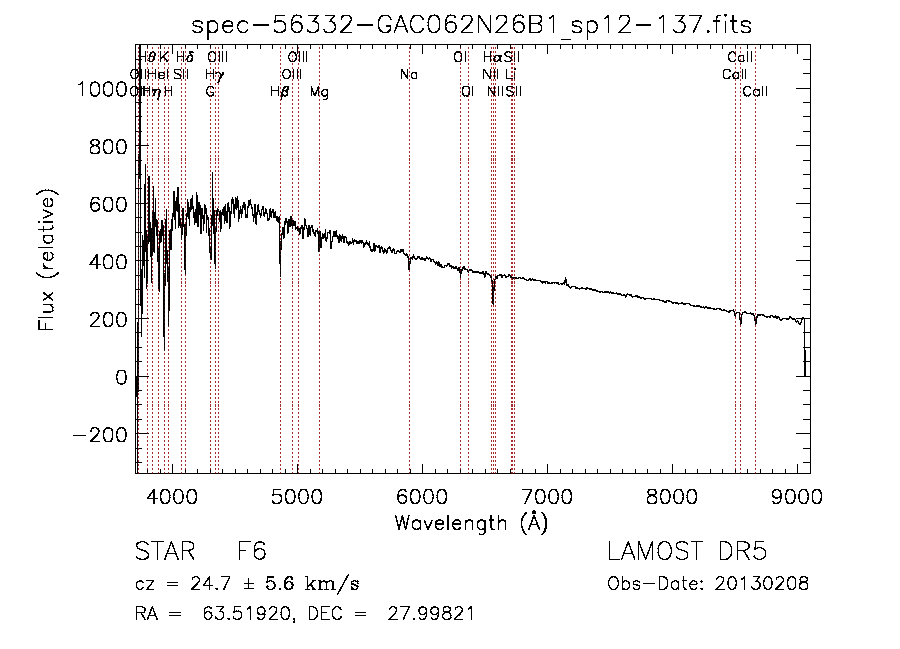 spec-56332-GAC062N26B1_sp12-137.fits
Hθ K Hδ OIII OIII OI Hα SII CaII
OII HeI SII Hγ OIII Na NII Li CaII
OII Hη H G Hβ Mg OI NII SII CaII
1000
800
600
400
200
0
−200
Flux (relative)
4000 5000 6000 7000 8000 9000
Wavelength (Å)
STAR F6 LAMOST DR5
cz = 24.7 ± 5.6 km/s Obs-Date: 20130208
RA = 63.51920, DEC = 27.99821